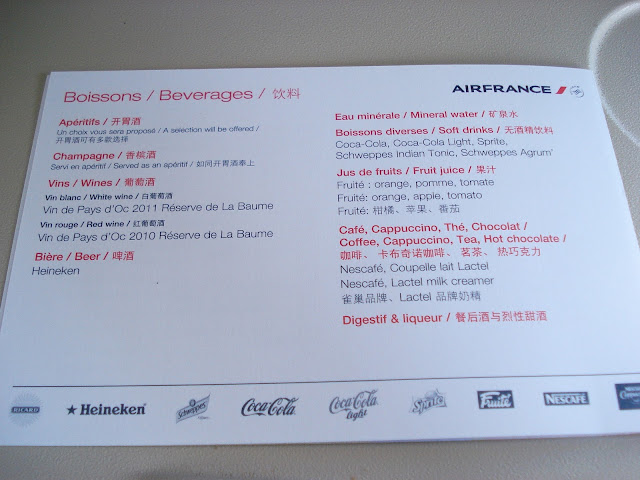 Boissons / Beverages / 饮料
Apéritifs / 开胃酒
Un choix vous sera proposé / A selection will be offered /
开胃酒可有多款选择
Champagne / 香槟酒
Servi en apéritif / Served as an apéritif / 如同开胃酒奉上
Vins / Wines / 葡萄酒
Vin blanc / White wine / 白葡萄酒
Vin de Pays d'Oc 2011 Réserve de La Baume
Vin rouge / Red wine / 红葡萄酒
Vin de Pays d'Oc 2010 Réserve de La Baume
Bière / Beer / 啤酒
Heineken
AIRFRANCE
Eau minérale / Mineral water / 矿泉水
Boissons diverses / Soft drinks / 无酒精饮料
Coca-Cola, Coca-Cola Light, Sprite,
Schweppes Indian Tonic, Schweppes Agrum'
Jus de fruits / Fruit juice / 果汁
Fruité : orange, pomme, tomate
Fruité : orange, apple, tomato
Fruité: 柑橘、苹果、番茄
Café, Cappuccino, Thé, Chocolat /
Coffee, Cappuccino, Tea, Hot chocolate /
咖啡、卡布奇诺咖啡、茗茶、热巧克力
Nescafé, Coupelle lait Lactel
Nescafé, Lactel milk creamer
雀巢品牌、Lactel 品牌奶精
Digestif & liqueur / 餐后酒与烈性甜酒
RICARD
Heineken
Schweppes
Coca-Cola
Coca-Cola light
Sprite
Fruité
NESCAFÉ